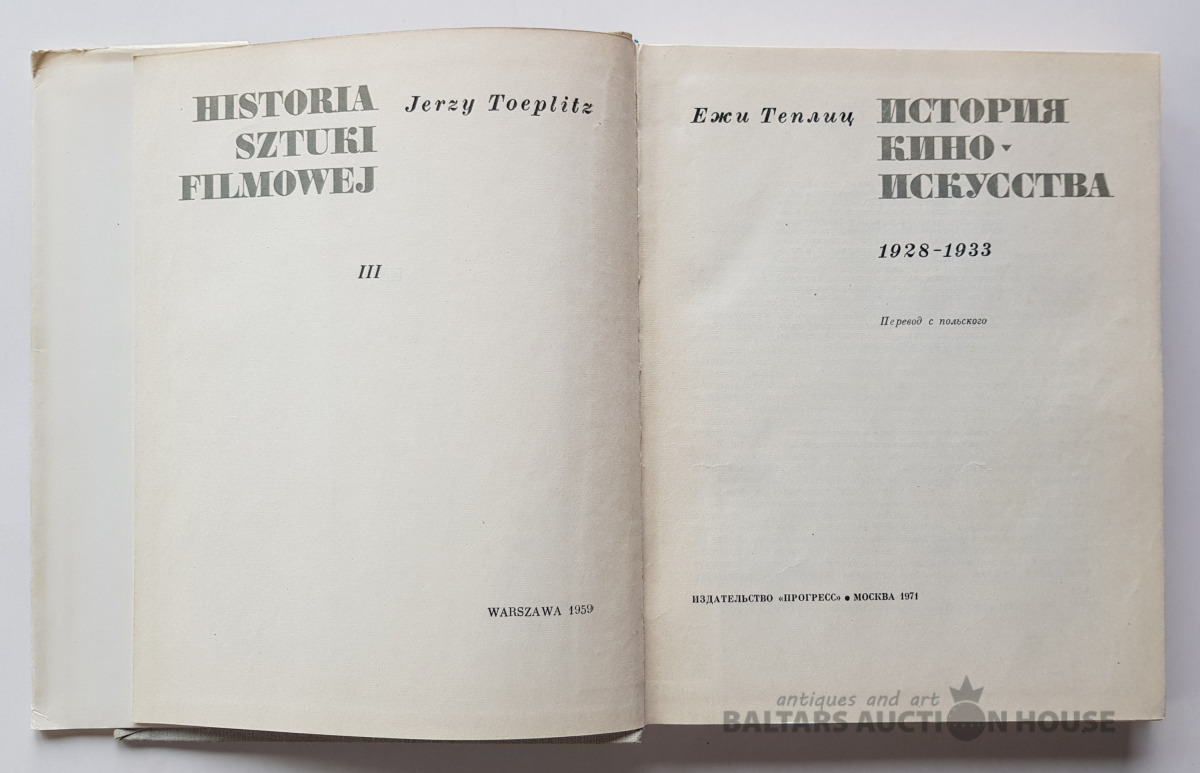 HISTORIA
SZTUKI
FILMOWEJ
Jerzy Toeplitz
III
WARSZAWA 1959
Ежи Теплиц
ИСТОРИЯ
КИНО-
ИСКУССТВА
1928-1933
Перевод с польского
ИЗДАТЕЛЬСТВО «ПРОГРЕСС» ● МОСКВА 1971
antiques and art
BALTARS AUCTION HOUSE